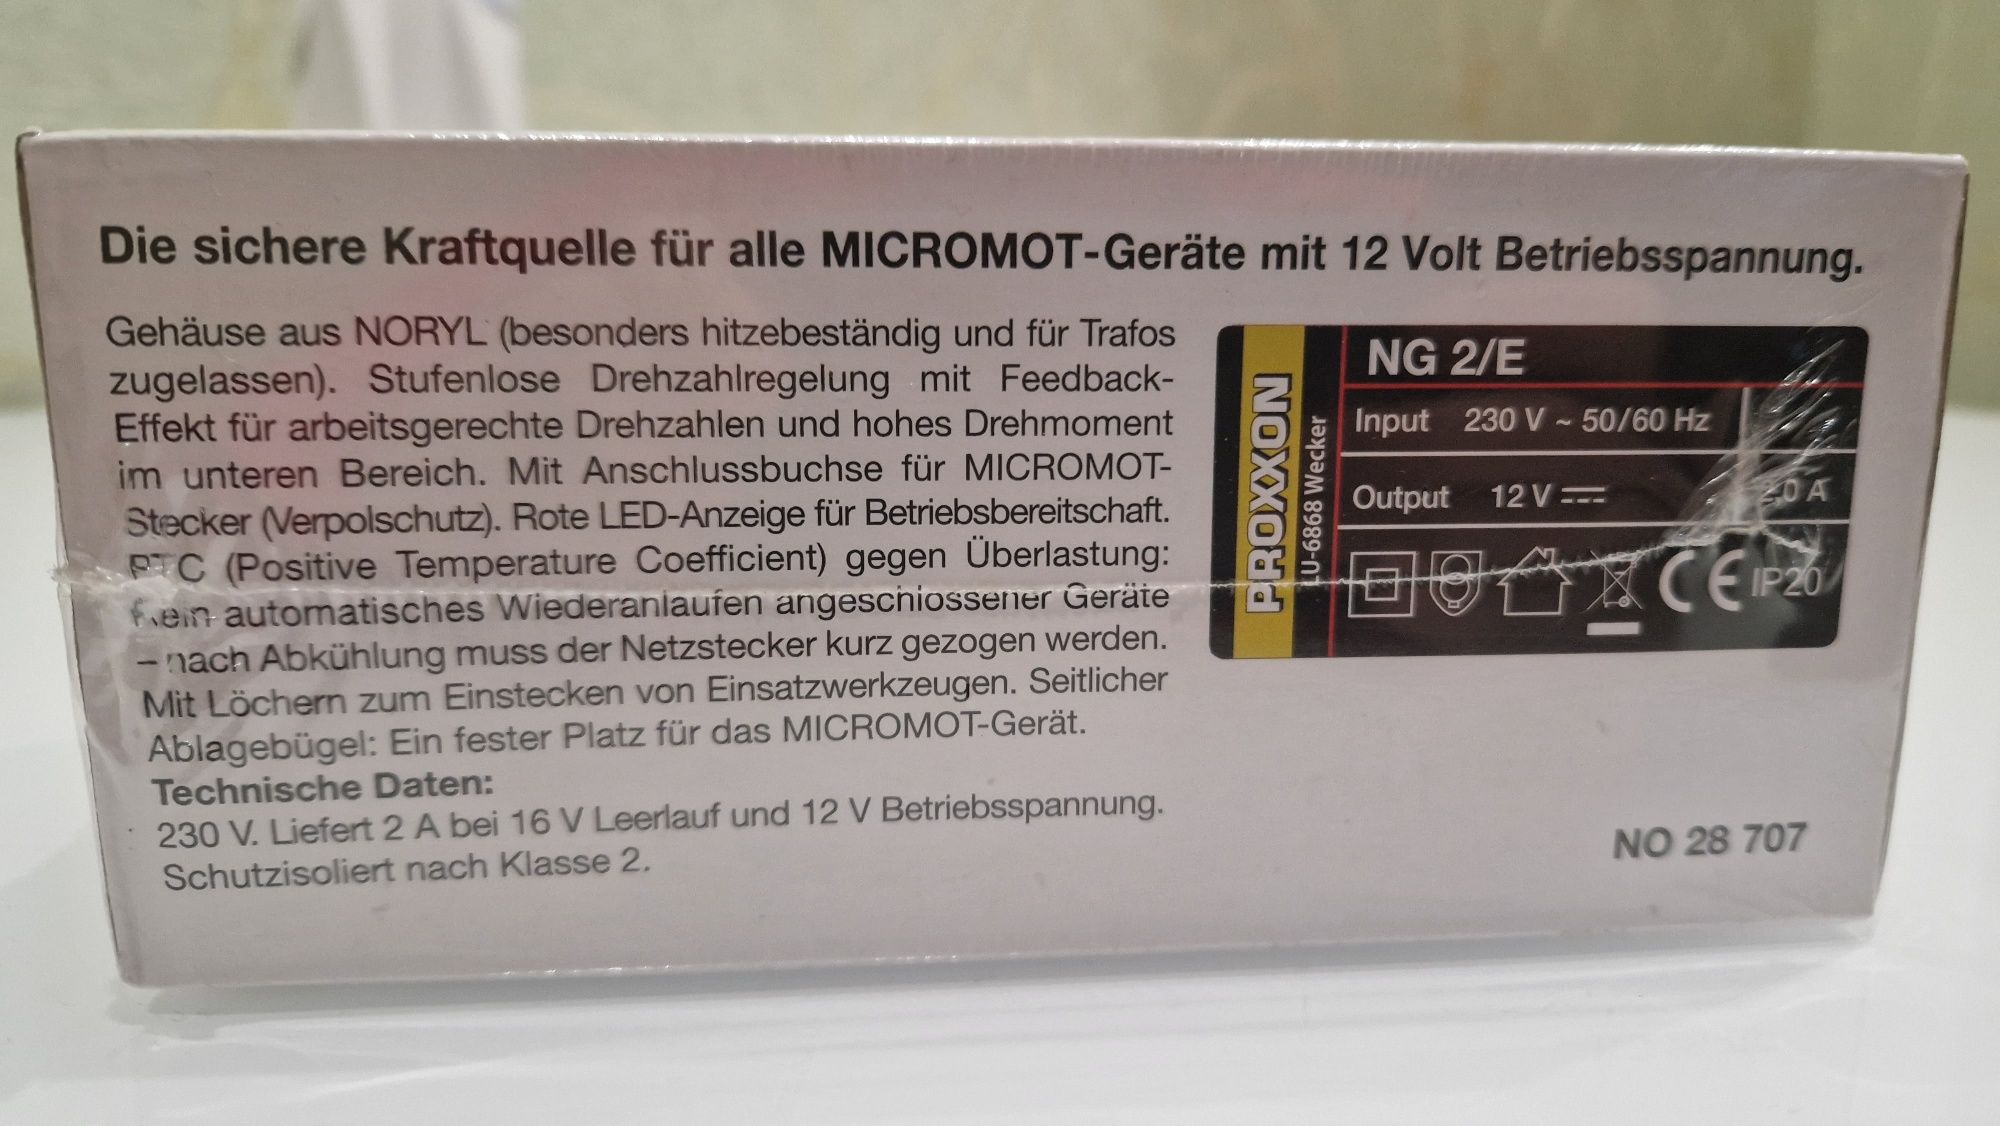 Die sichere Kraftquelle für alle MICROMOT-Geräte mit 12 Volt Betriebsspannung.
Gehäuse aus NORYL (besonders hitzebeständig und für Trafos
zugelassen). Stufenlose Drehzahlregelung mit Feedback-
Effekt für arbeitsgerechte Drehzahlen und hohes Drehmoment
im unteren Bereich. Mit Anschlussbuchse für MICROMOT-
Stecker (Verpolschutz). Rote LED-Anzeige für Betriebsbereitschaft.
PTC (Positive Temperature Coefficient) gegen Überlastung:
Kein automatisches Wiederanlaufen angeschlossener Geräte
– nach Abkühlung muss der Netzstecker kurz gezogen werden.
Mit Löchern zum Einstecken von Einsatzwerkzeugen. Seitlicher
Ablagebügel: Ein fester Platz für das MICROMOT-Gerät.
Technische Daten:
230 V. Liefert 2 A bei 16 V Leerlauf und 12 V Betriebsspannung.
Schutzisoliert nach Klasse 2.
PROXXON
LU-6868 Wecker
NG 2/E
Input 230 V ~ 50/60 Hz
Output 12 V 2,0 A
CE IP20
NO 28 707